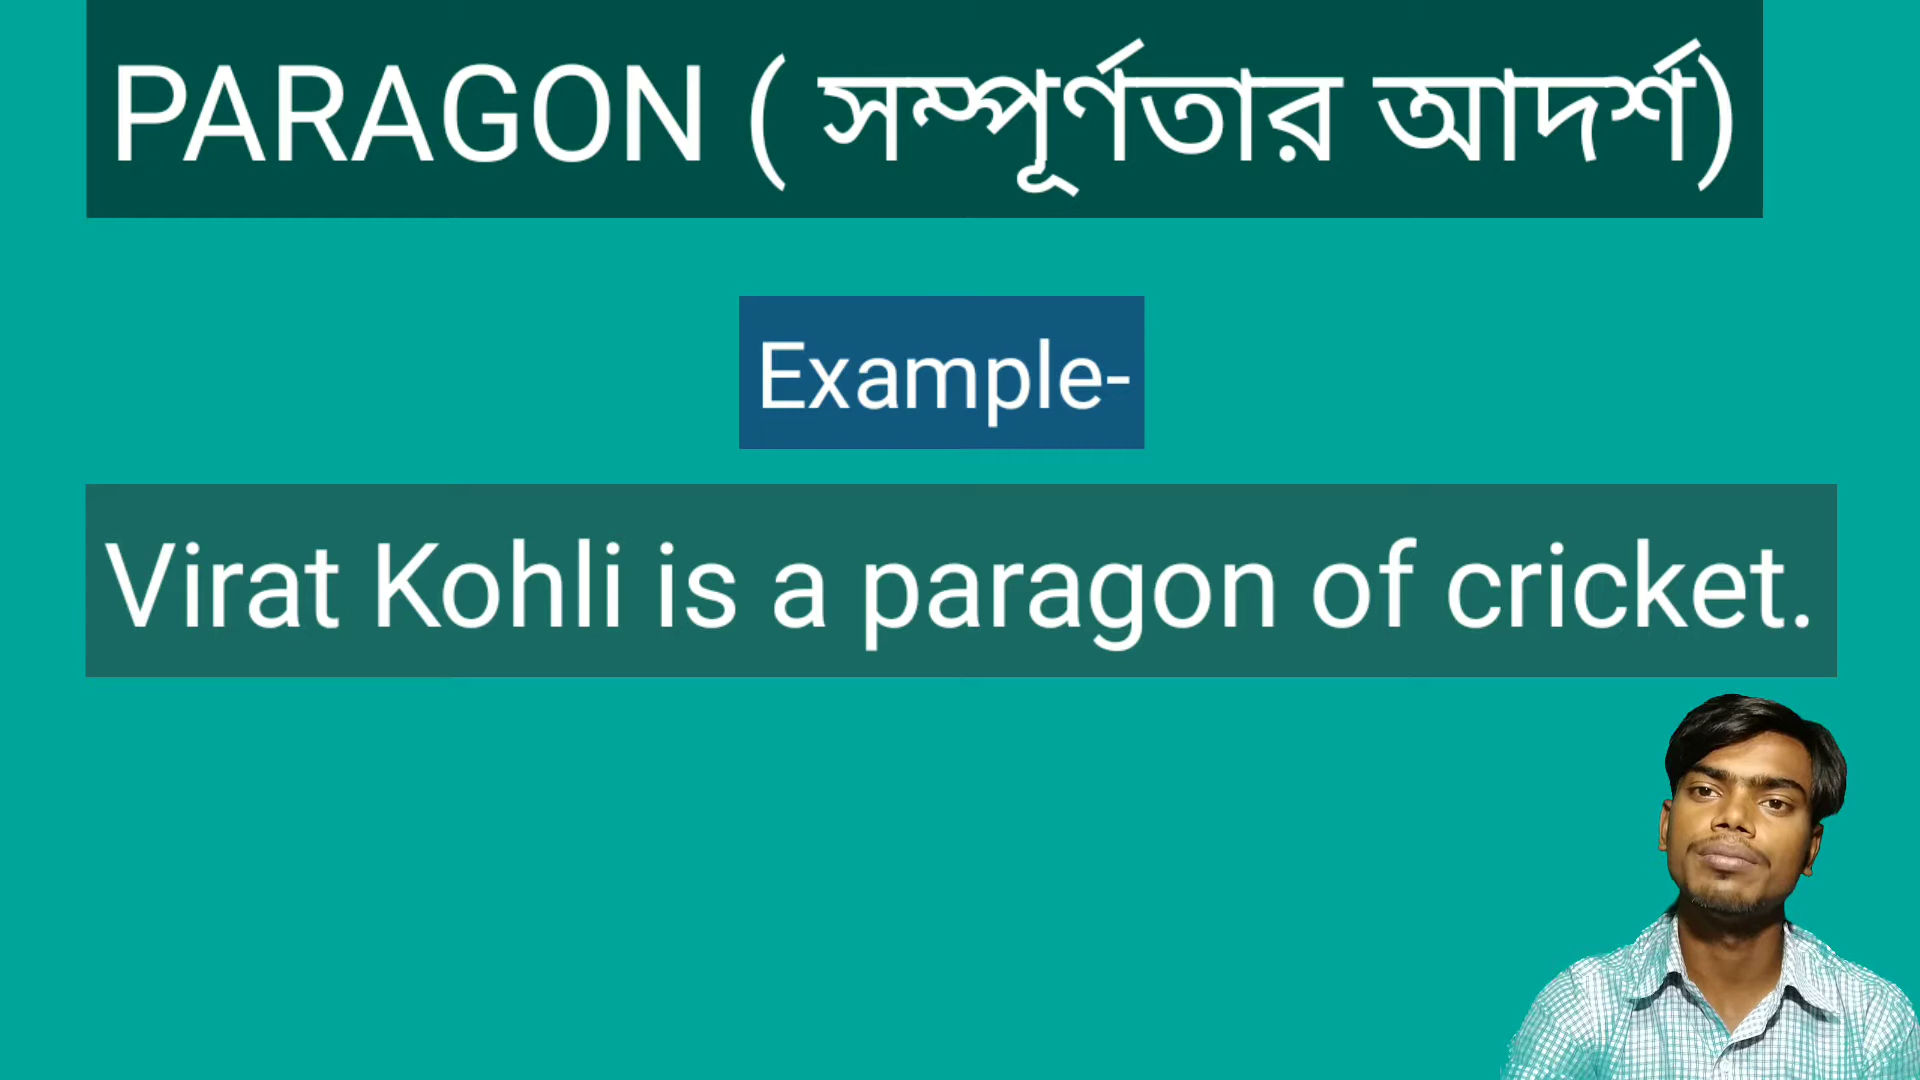 PARAGON ( সম্পূর্ণতার আদর্শ)
Example-
Virat Kohli is a paragon of cricket.